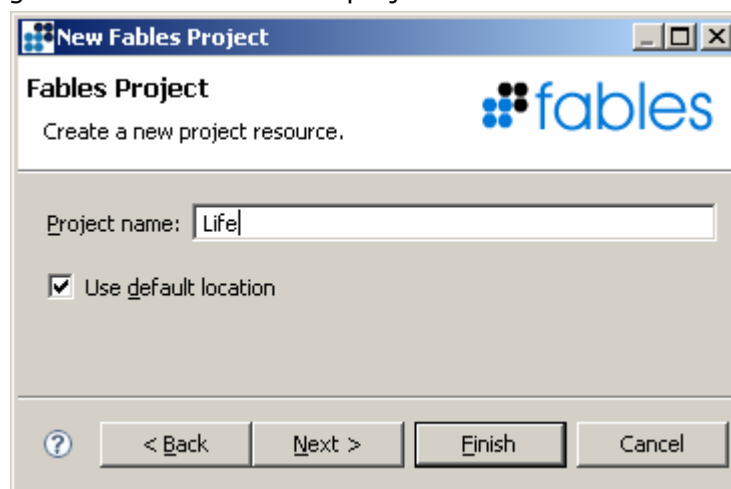 New Fables Project
Fables Project
fables
Create a new project resource.
Project name: Life
Use default location
?
< Back Next > Finish Cancel